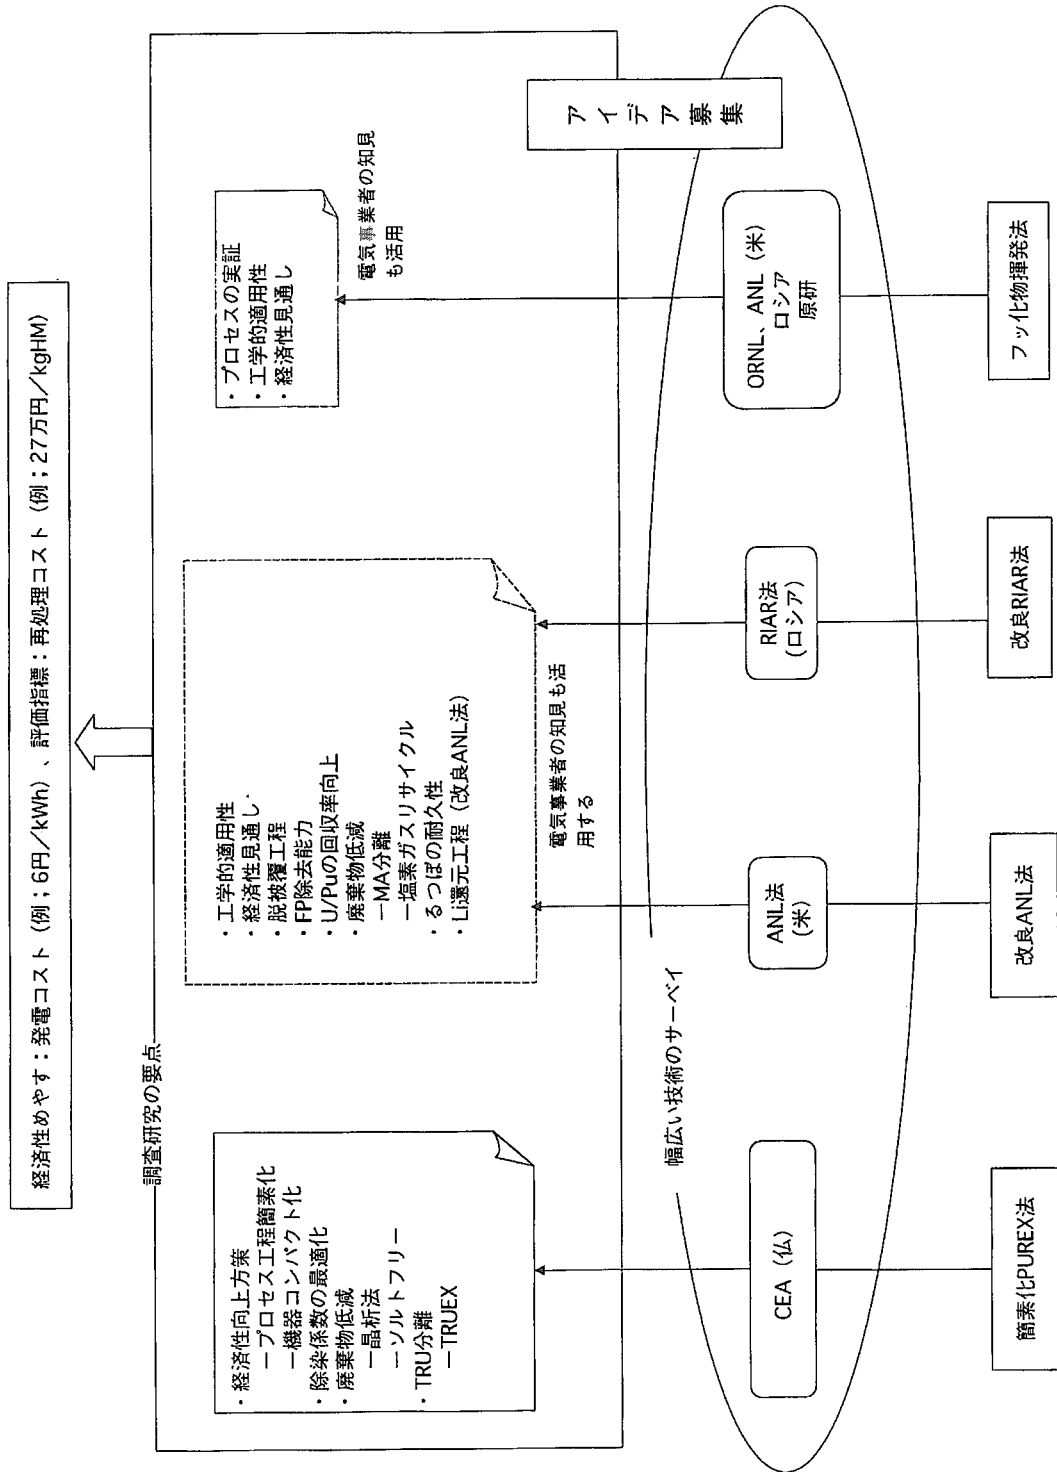 経済性めやす：発電コスト（例；6円／kWh）、評価指標：再処理コスト（例；27万円／kgHM）
調査研究の要点
・経済性向上方策
－プロセス工程簡素化
－機器コンパクト化
・除染係数の最適化
・廃棄物低減
－晶析法
－ソルトフリー
・TRU分離
－TRUEX
・工学的適用性
・経済性見通し
・脱被覆工程
・FP除去能力
・U/Puの回収率向上
・廃棄物低減
－MA分離
－塩素ガスリサイクル
・るつぼの耐久性
・Li還元工程（改良ANL法）
・プロセスの実証
・工学的適用性
・経済性見通し
電気事業者の知見も活
用する
電気事業者の知見
も活用
アイデア募集
幅広い技術のサーベイ
CEA（仏）
ANL法
（米）
RIAR法
（ロシア）
ORNL、ANL（米）
ロシア
原研
簡素化PUREX法
改良ANL法
改良RIAR法
フッ化物揮発法